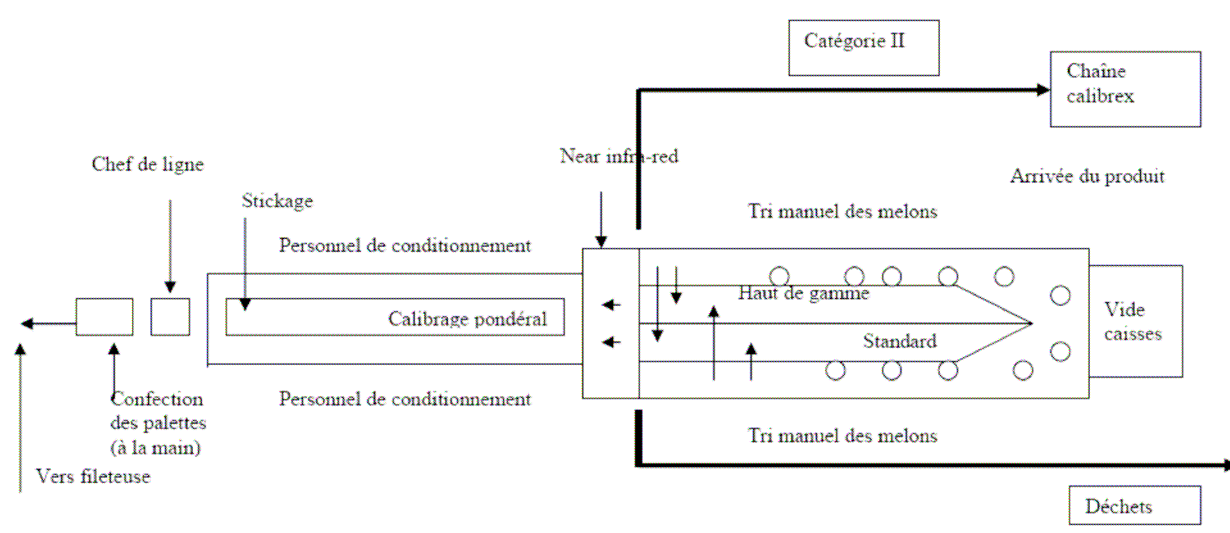 Catégorie II
Chaîne
calibrex
Near infra-red
Chef de ligne
Arrivée du produit
Stickage
Tri manuel des melons
Personnel de conditionnement
Haut de gamme
Vide
caisses
Calibrage pondéral
Standard
Confection
des palettes
(à la main)
Personnel de conditionnement
Tri manuel des melons
Vers fileteuse
Déchets